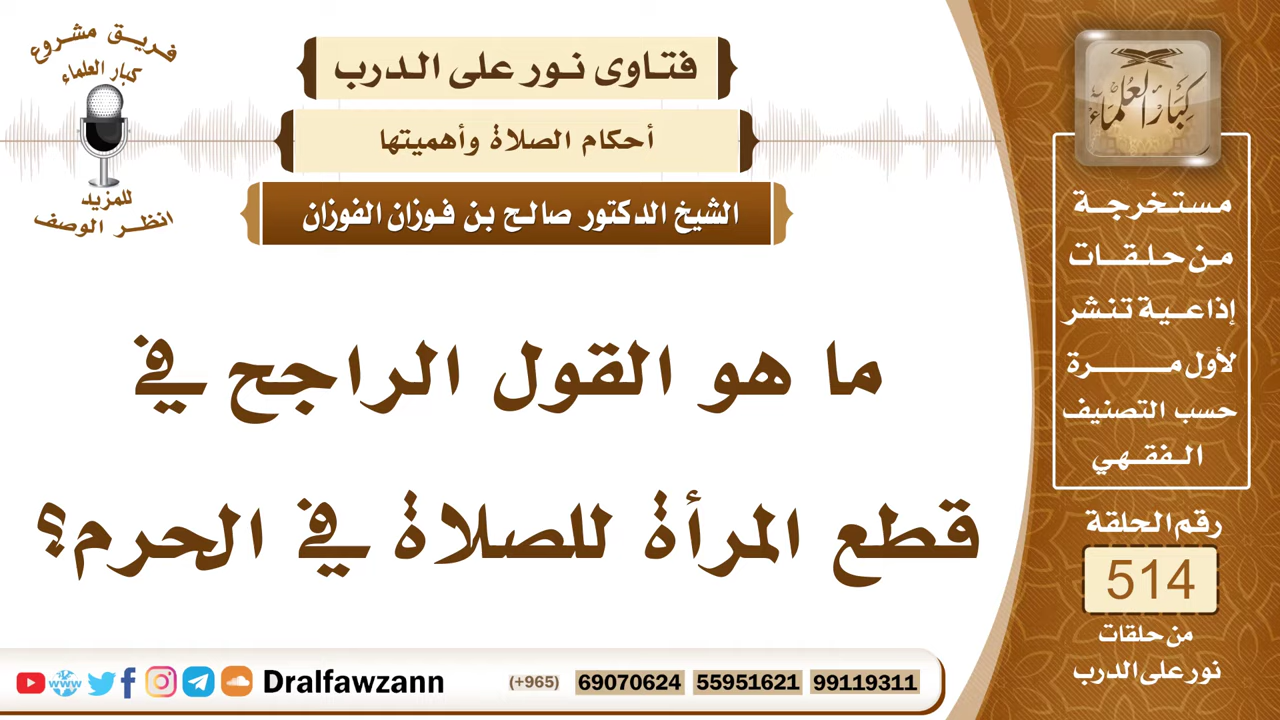 فريق مشروع
كبار العلماء
للمزيد
انظر الوصف
فتاوى نور على الدرب
أحكام الصلاة وأهميتها
الشيخ الدكتور صالح بن فوزان الفوزان
ما هو القول الراجح في
قطع المرأة للصلاة في الحرم؟
كبار العلماء
مستخرجة
من حلقات
إذاعية تنشر
لأول مرة
حسب التصنيف
الفقهي
رقم الحلقة
514
من حلقات
نور على الدرب
www Dralfawzann (+965) 69070624 55951621 99119311